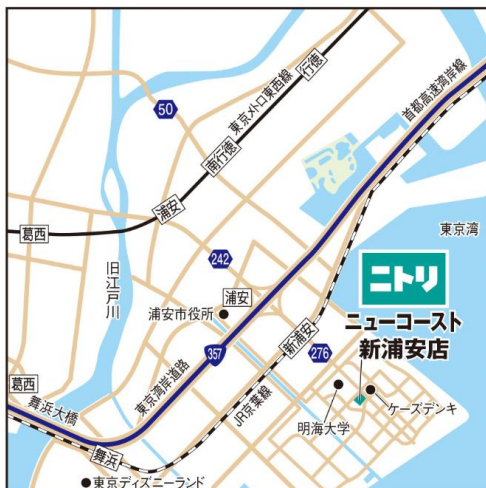 行徳
東京メトロ東西線
首都高速湾岸線
50
南行徳
浦安
葛西
東京湾
旧江戸川
242
ニトリ
ニューコースト
新浦安店
浦安
浦安市役所
357
新浦安
276
東京湾岸道路
葛西
舞浜大橋
JR京葉線
明海大学
ケーズデンキ
舞浜
東京ディズニーランド